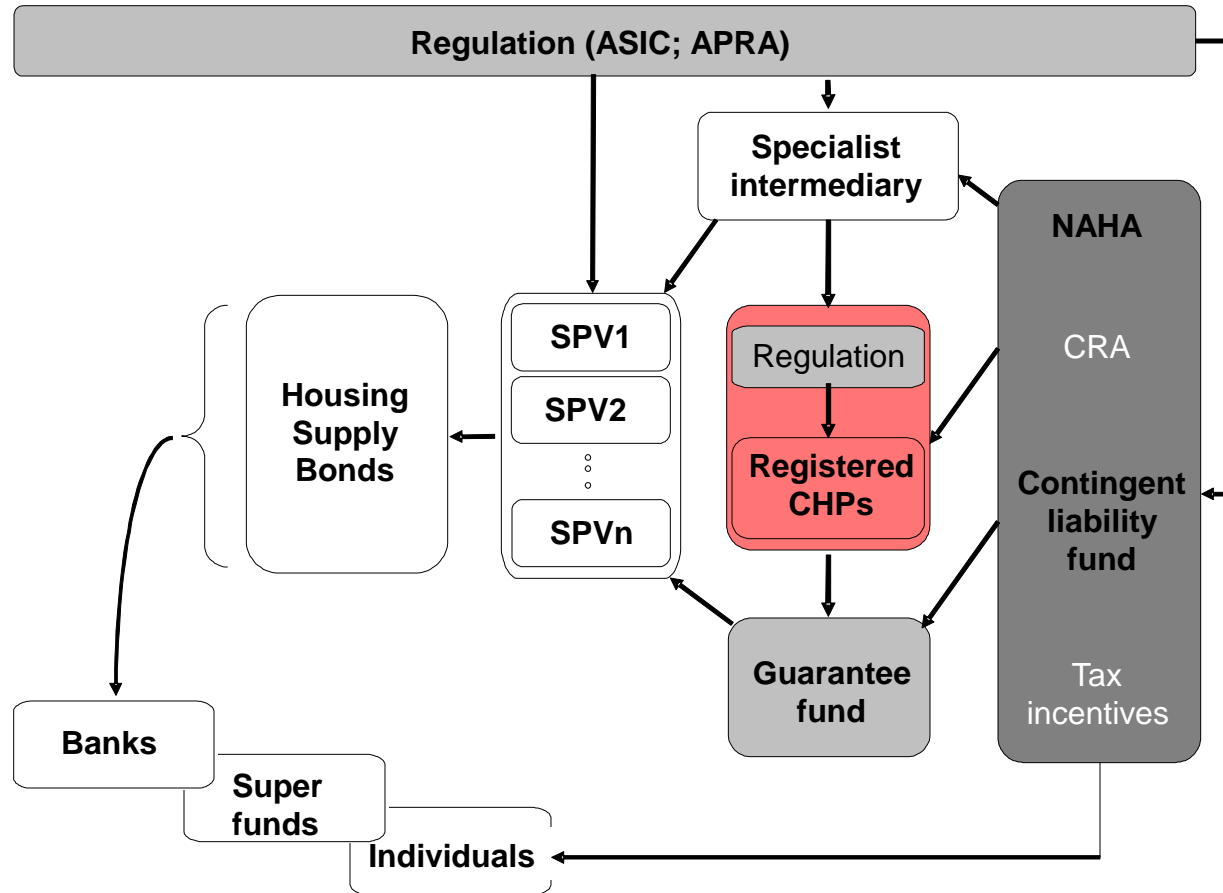 Regulation (ASIC; APRA)
Specialist
intermediary
NAHA
CRA
Contingent
liability
fund
Tax
incentives
SPV1
SPV2
SPVn
Regulation
Registered
CHPs
Housing
Supply
Bonds
Guarantee
fund
Banks
Super
funds
Individuals